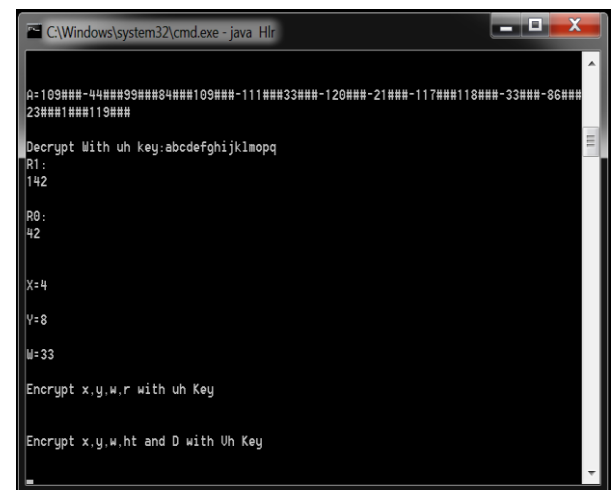 C:\Windows\system32\cmd.exe - java Hlr
A=109###-44###99###84###109###-111###33###-120###-21###-117###118###-33###-86###
23###1###119###
Decrypt With uh key:abcdefghijklmopq
R1:
142
R0:
42
X=4
Y=8
W=33
Encrypt x,y,w,r with uh Key
Encrypt x,y,w,ht and D with Uh Key